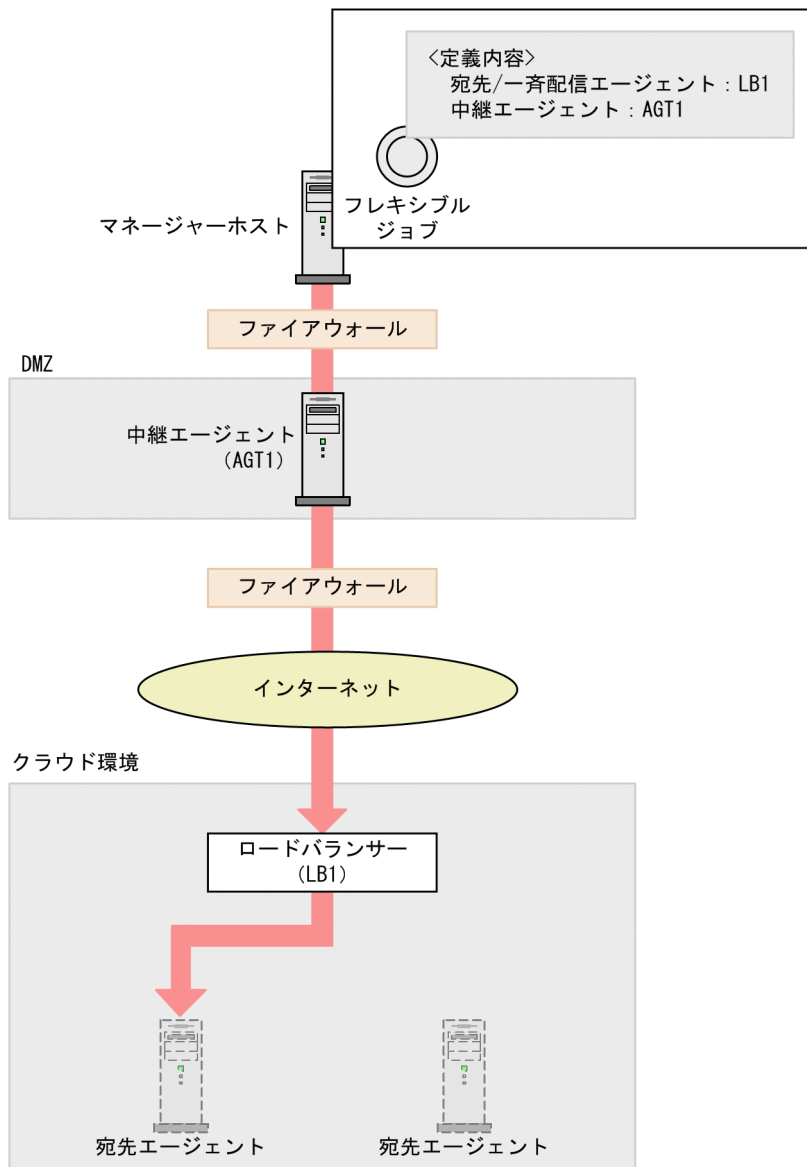 <定義内容>
宛先/一斉配信エージェント：LB1
中継エージェント：AGT1
マネージャーホスト
フレキシブル
ジョブ
ファイアウォール
DMZ
中継エージェント
（AGT1）
ファイアウォール
インターネット
クラウド環境
ロードバランサー
（LB1）
宛先エージェント
宛先エージェント